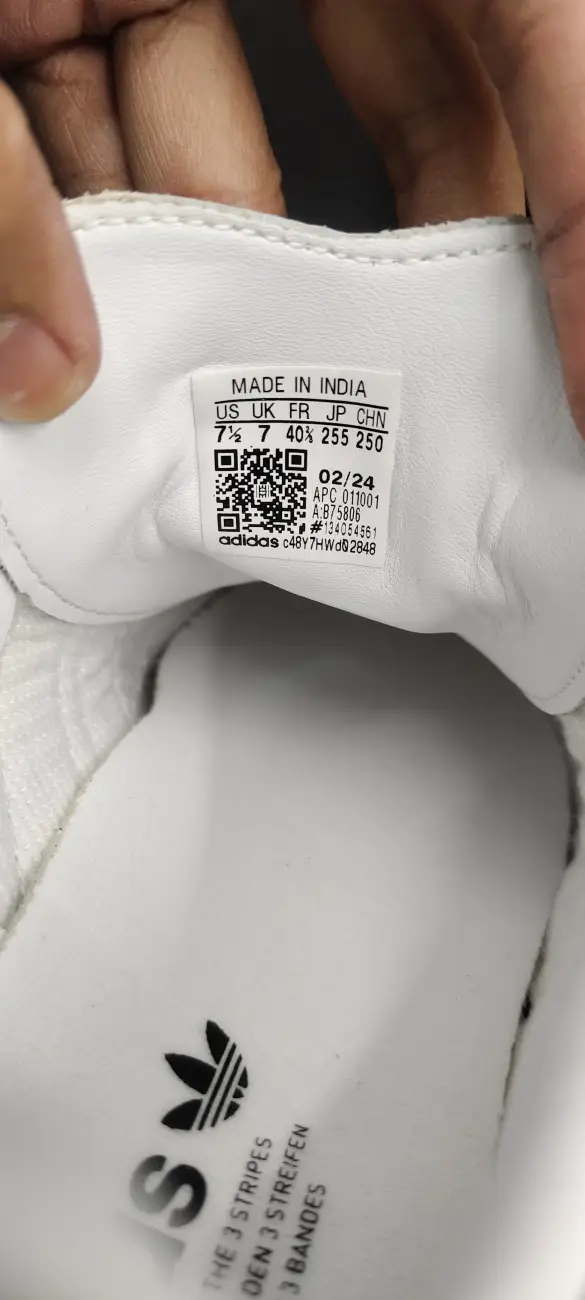 MADE IN INDIA
US UK FR JP CHN
7½ 7 40⅔ 255 250
02/24
APC 011001
A:B75806
#134054561
adidas c48Y7HWd02848
THE 3 STRIPES
DEN 3 STREIFEN
3 BANDES